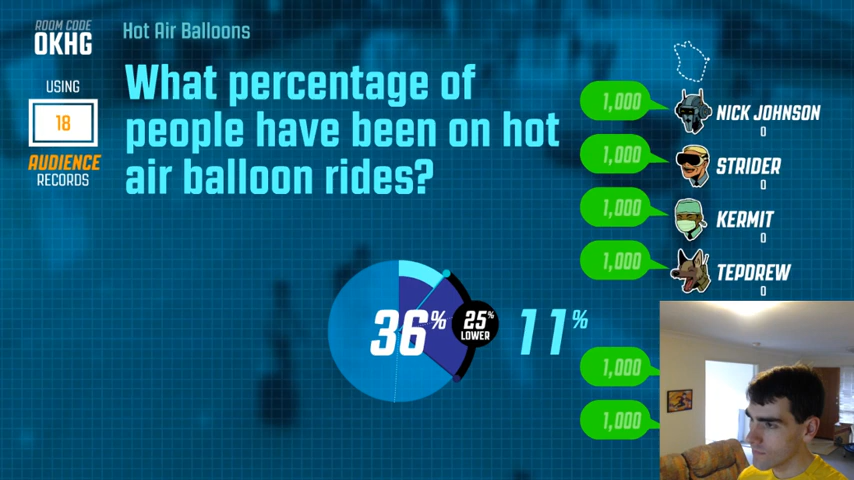 ROOM CODE
OKHG
Hot Air Balloons
What percentage of
people have been on hot
air balloon rides?
USING
18
AUDIENCE
RECORDS
1,000
NICK JOHNSON
0
1,000
STRIDER
0
1,000
KERMIT
0
1,000
TEPDREW
0
36%
25%
LOWER
11%
1,000
1,000